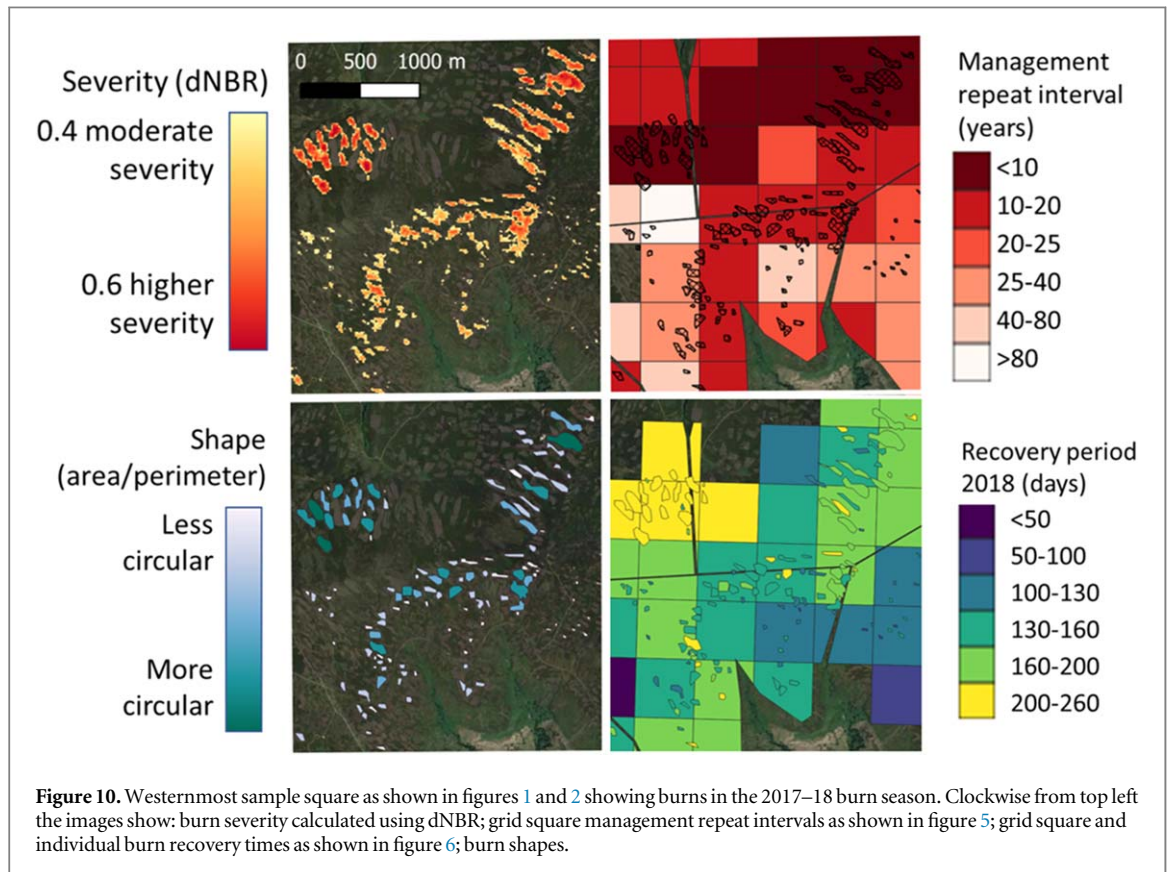 Severity (dNBR)
0.4 moderate
severity
0.6 higher
severity
0 500 1000 m
Management
repeat interval
(years)
<10
10-20
20-25
25-40
40-80
>80
Shape
(area/perimeter)
Less
circular
More
circular
Recovery period
2018 (days)
<50
50-100
100-130
130-160
160-200
200-260
Figure 10. Westernmost sample square as shown in figures 1 and 2 showing burns in the 2017–18 burn season. Clockwise from top left
the images show: burn severity calculated using dNBR; grid square management repeat intervals as shown in figure 5; grid square and
individual burn recovery times as shown in figure 6; burn shapes.